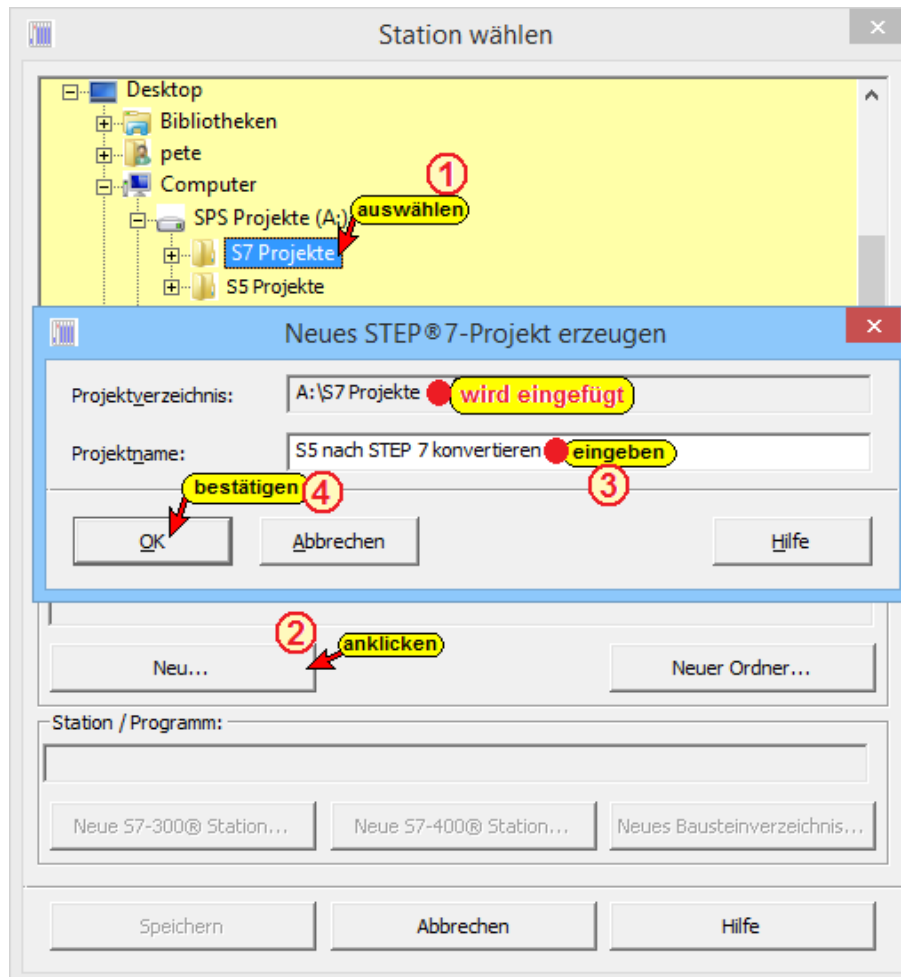 Station wählen
Desktop
Bibliotheken
pete
1
Computer
auswählen
SPS Projekte (A:)
S7 Projekte
S5 Projekte
Neues STEP®7-Projekt erzeugen
Projektverzeichnis:
A:\S7 Projekte
wird eingefügt
Projektname:
S5 nach STEP 7 konvertieren
eingeben
3
bestätigen
4
OK
Abbrechen
Hilfe
2
anklicken
Neu...
Neuer Ordner...
Station / Programm:
Neue S7-300® Station...
Neue S7-400® Station...
Neues Bausteinverzeichnis...
Speichern
Abbrechen
Hilfe